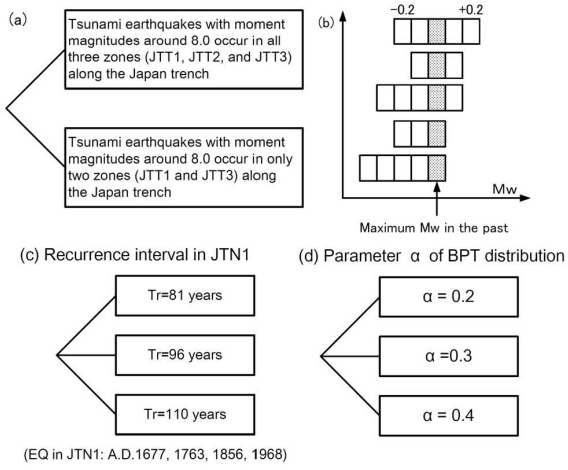 (a)
Tsunami earthquakes with moment
magnitudes around 8.0 occur in all
three zones (JTT1, JTT2, and JTT3)
along the Japan trench
Tsunami earthquakes with moment
magnitudes around 8.0 occur in only
two zones (JTT1 and JTT3) along
the Japan trench
(b)
-0.2 +0.2
Mw
Maximum Mw in the past
(c) Recurrence interval in JTN1
Tr=81 years
Tr=96 years
Tr=110 years
(EQ in JTN1: A.D.1677, 1763, 1856, 1968)
(d) Parameter α of BPT distribution
α = 0.2
α =0.3
α = 0.4